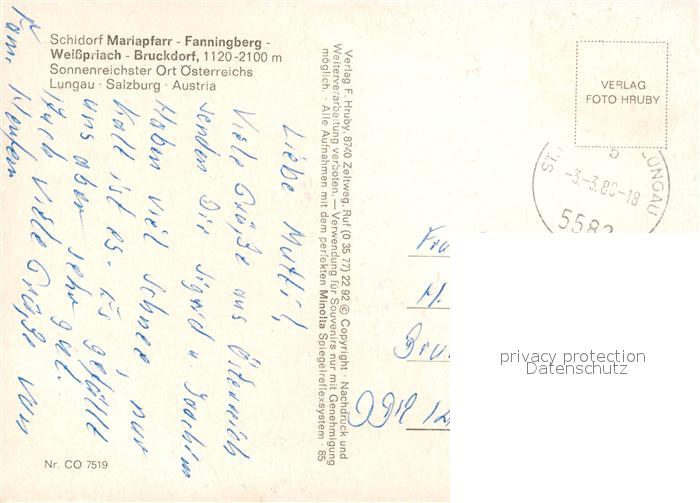 Schidorf Mariapfarr - Fanningberg -
Weißpriach - Bruckdorf, 1120-2100 m
Sonnenreichster Ort Österreichs
Lungau · Salzburg · Austria
Liebe Mutti!
Viele Grüße aus Österreich
senden Dir Sigrid u. Joachim
Haben viel Schnee nur
kalt ist es. Es gefällt
uns aber sehr gut.
Auch viele Grüße von
Fam.
Verlag F. Hruby, 8740 Zeltweg, Ruf (0 35 77) 22 92 © Copyright · Nachdruck und
Weiterverarbeitung verboten. — Verwendung für Souvenirs nur mit Genehmigung
möglich. · Alle Aufnahmen mit dem perfekten Minolta Spiegelreflexsystem · 85
VERLAG
FOTO HRUBY
ST. LUNGAU
-3.-3.86-18
5582
Frau
H.
DDR
privacy protection
Datenschutz
Nr. CO 7519